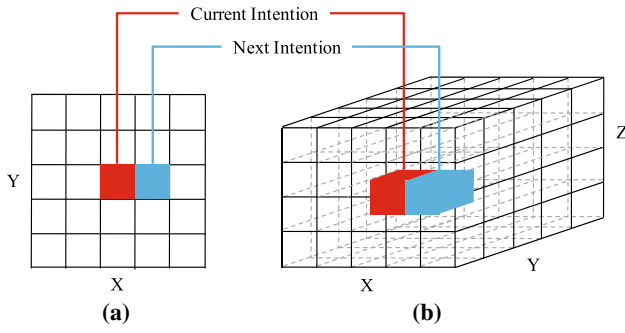 Current Intention
Next Intention
Y
Z
X
X
Y
(a)
(b)